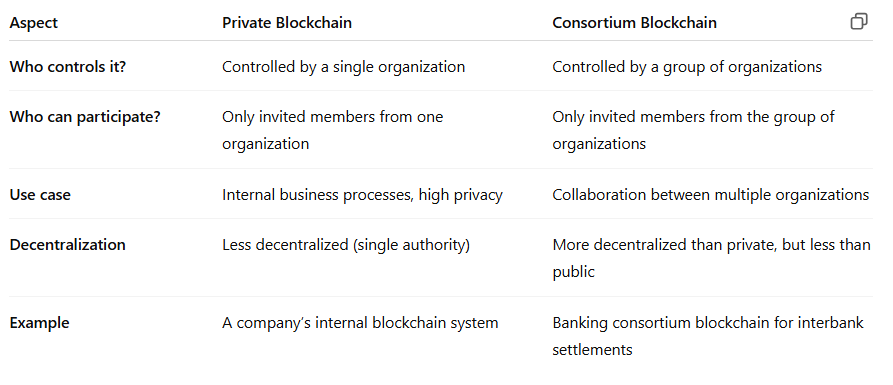 Aspect Private Blockchain Consortium Blockchain
Who controls it? Controlled by a single organization Controlled by a group of organizations
Who can participate? Only invited members from one Only invited members from the group of
organization organizations
Use case Internal business processes, high privacy Collaboration between multiple organizations
Decentralization Less decentralized (single authority) More decentralized than private, but less than
public
Example A company’s internal blockchain system Banking consortium blockchain for interbank
settlements